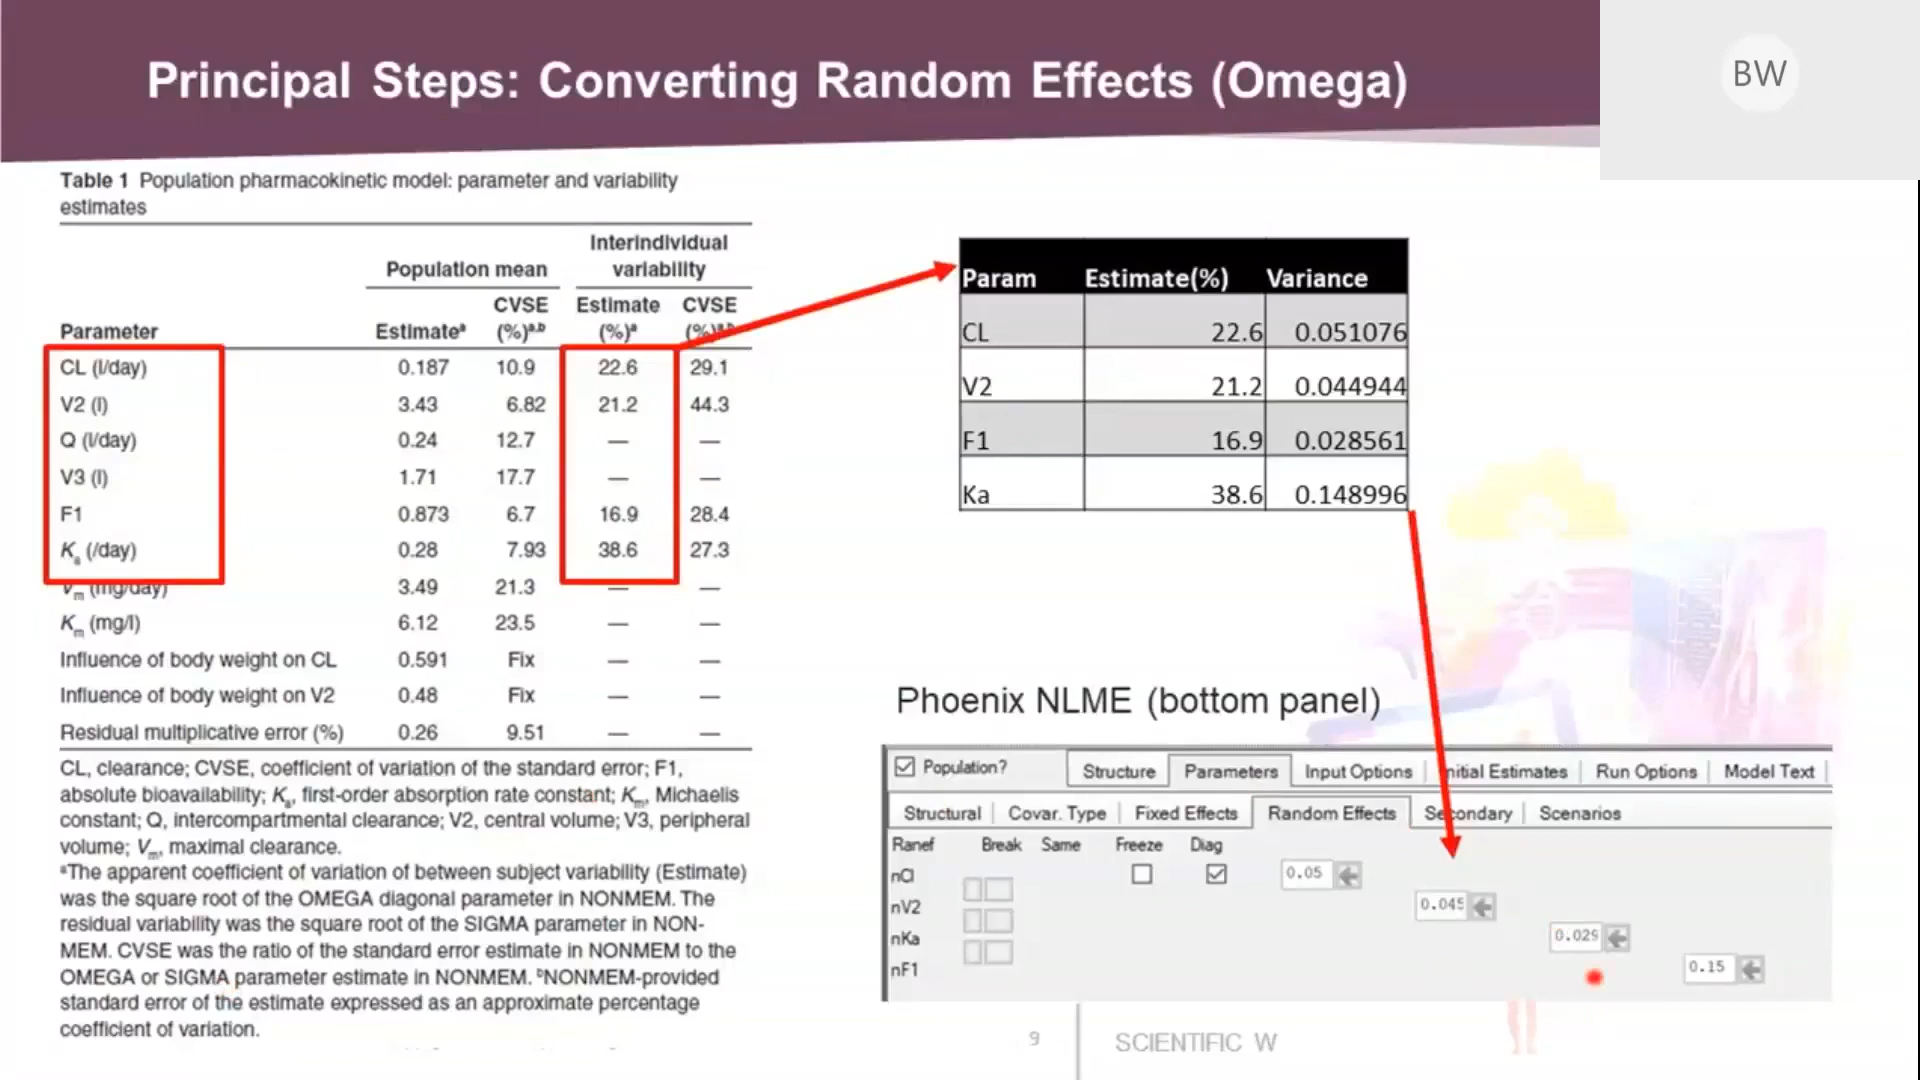 Principal Steps: Converting Random Effects (Omega)
BW
Table 1 Population pharmacokinetic model: parameter and variability
estimates
Interindividual
Population mean variability
CVSE Estimate CVSE
Parameter Estimateᵃ (%)ᵃ,ᵇ (%)ᵃ (%)ᵃ,ᵇ
CL (l/day) 0.187 10.9 22.6 29.1
V2 (l) 3.43 6.82 21.2 44.3
Q (l/day) 0.24 12.7 — —
V3 (l) 1.71 17.7 — —
F1 0.873 6.7 16.9 28.4
Kₐ (/day) 0.28 7.93 38.6 27.3
Vₘ (mg/day) 3.49 21.3 — —
Kₘ (mg/l) 6.12 23.5 — —
Influence of body weight on CL 0.591 Fix — —
Influence of body weight on V2 0.48 Fix — —
Residual multiplicative error (%) 0.26 9.51 — —
CL, clearance; CVSE, coefficient of variation of the standard error; F1,
absolute bioavailability; Kₐ, first-order absorption rate constant; Kₘ, Michaelis
constant; Q, intercompartmental clearance; V2, central volume; V3, peripheral
volume; Vₘ, maximal clearance.
ᵃThe apparent coefficient of variation of between subject variability (Estimate)
was the square root of the OMEGA diagonal parameter in NONMEM. The
residual variability was the square root of the SIGMA parameter in NON-
MEM. CVSE was the ratio of the standard error estimate in NONMEM to the
OMEGA or SIGMA parameter estimate in NONMEM. ᵇNONMEM-provided
standard error of the estimate expressed as an approximate percentage
coefficient of variation.
Param Estimate(%) Variance
CL 22.6 0.051076
V2 21.2 0.044944
F1 16.9 0.028561
Ka 38.6 0.148996
Phoenix NLME (bottom panel)
Population? Structure Parameters Input Options Initial Estimates Run Options Model Text
Structural Covar. Type Fixed Effects Random Effects Secondary Scenarios
Ranef Break Same Freeze Diag
nCl 0.05
nV2 0.045
nKa 0.029
nF1 0.15
9
SCIENTIFIC W